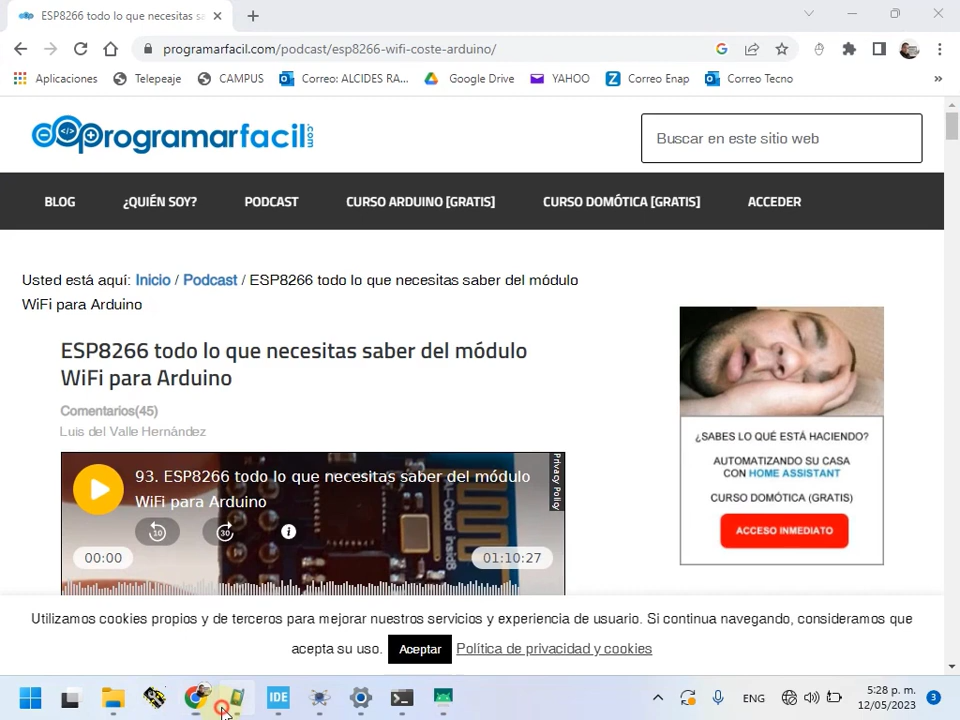 ESP8266 todo lo que necesitas sa
programarfacil.com/podcast/esp8266-wifi-coste-arduino/
Aplicaciones
Telepeaje
CAMPUS
Correo: ALCIDES RA...
Google Drive
YAHOO
Correo Enap
Correo Tecno
»
programarfacil.com
Buscar en este sitio web
BLOG
¿QUIÉN SOY?
PODCAST
CURSO ARDUINO [GRATIS]
CURSO DOMÓTICA [GRATIS]
ACCEDER
Usted está aquí: Inicio / Podcast / ESP8266 todo lo que necesitas saber del módulo
WiFi para Arduino
ESP8266 todo lo que necesitas saber del módulo
WiFi para Arduino
Comentarios(45)
Luis del Valle Hernández
93. ESP8266 todo lo que necesitas saber del módulo
WiFi para Arduino
Privacy Policy
10
30
00:00
01:10:27
¿SABES LO QUÉ ESTÁ HACIENDO?
AUTOMATIZANDO SU CASA
CON HOME ASSISTANT
CURSO DOMÓTICA (GRATIS)
ACCESO INMEDIATO
Utilizamos cookies propios y de terceros para mejorar nuestro servicios y experiencia de usuario. Si continua navegando, consideramos que
acepta su uso. Aceptar Política de privacidad y cookies
IDE
ENG
5:28 p. m.
12/05/2023
3